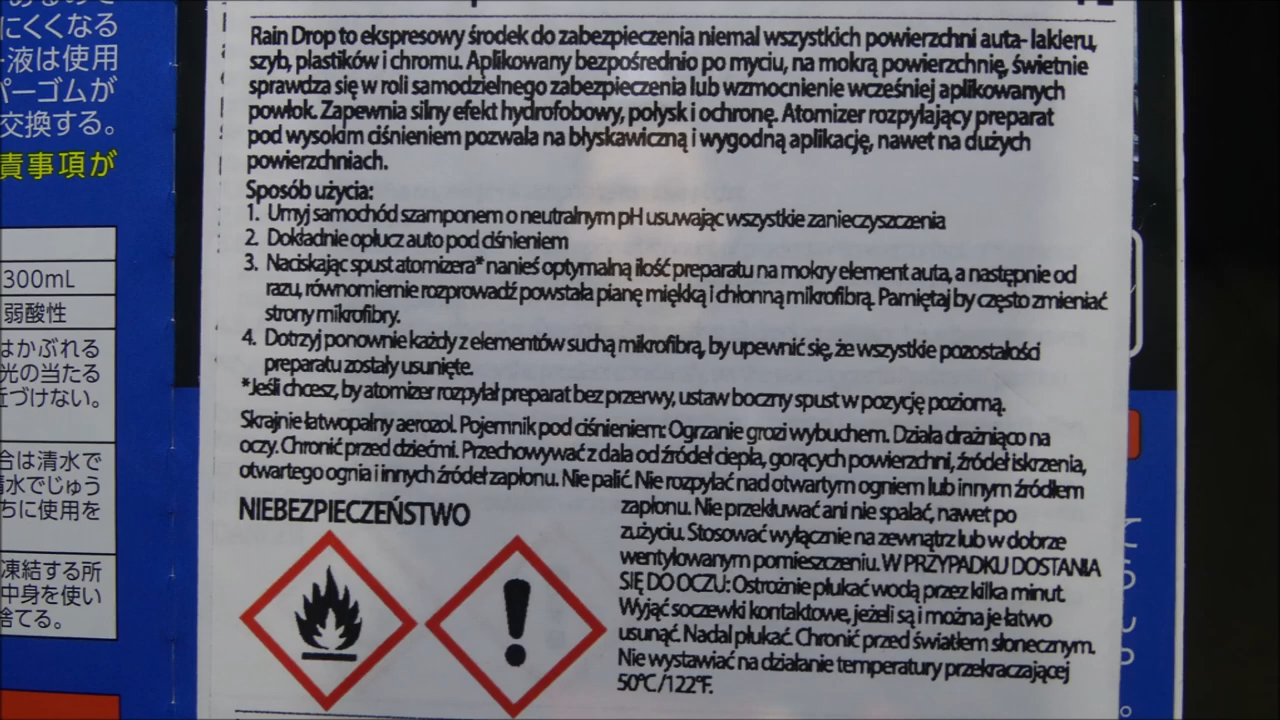 にくくなる
液は使用
パーゴムが
交換する。
責事項が
300mL
弱酸性
はかぶれる
光の当たる
づけない。
合は清水で
水でじゅう
ちに使用を
凍結する所
中身を使い
捨てる。
Rain Drop to ekspresowy środek do zabezpieczenia niemal wszystkich powierzchni auta- lakieru,
szyb, plastików i chromu. Aplikowany bezpośrednio po myciu, na mokrą powierzchnię, świetnie
sprawdza się w roli samodzielnego zabezpieczenia lub wzmocnienie wcześniej aplikowanych
powłok. Zapewnia silny efekt hydrofobowy, połysk i ochronę. Atomizer rozpylający preparat
pod wysokim ciśnieniem pozwala na błyskawiczną i wygodną aplikację, nawet na dużych
powierzchniach.
Sposób użycia:
1. Umyj samochód szamponem o neutralnym pH usuwając wszystkie zanieczyszczenia
2. Dokładnie opłucz auto pod ciśnieniem
3. Naciskając spust atomizera* nanieś optymalną ilość preparatu na mokry element auta, a następnie od
razu, równomiernie rozprowadź powstała pianę miękką i chłonną mikrofibrą. Pamiętaj by często zmieniać
strony mikrofibry.
4. Dotrzyj ponownie każdy z elementów suchą mikrofibrą, by upewnić się, że wszystkie pozostałości
preparatu zostały usunięte.
*Jeśli chcesz, by atomizer rozpylał preparat bez przerwy, ustaw boczny spust w pozycję poziomą.
Skrajnie łatwopalny aerozol. Pojemnik pod ciśnieniem: Ogrzanie grozi wybuchem. Działa drażniąco na
oczy. Chronić przed dziećmi. Przechowywać z dala od źródeł ciepła, gorących powierzchni, źródeł iskrzenia,
otwartego ognia i innych źródeł zapłonu. Nie palić. Nie rozpylać nad otwartym ogniem lub innym źródłem
NIEBEZPIECZEŃSTWO
zapłonu. Nie przekłuwać ani nie spalać, nawet po
zużyciu. Stosować wyłącznie na zewnątrz lub w dobrze
wentylowanym pomieszczeniu. W PRZYPADKU DOSTANIA
SIĘ DO OCZU: Ostrożnie płukać wodą przez kilka minut.
Wyjąć soczewki kontaktowe, jeżeli są i można je łatwo
usunąć. Nadal płukać. Chronić przed światłem słonecznym.
Nie wystawiać na działanie temperatury przekraczającej
50°C/122°F.